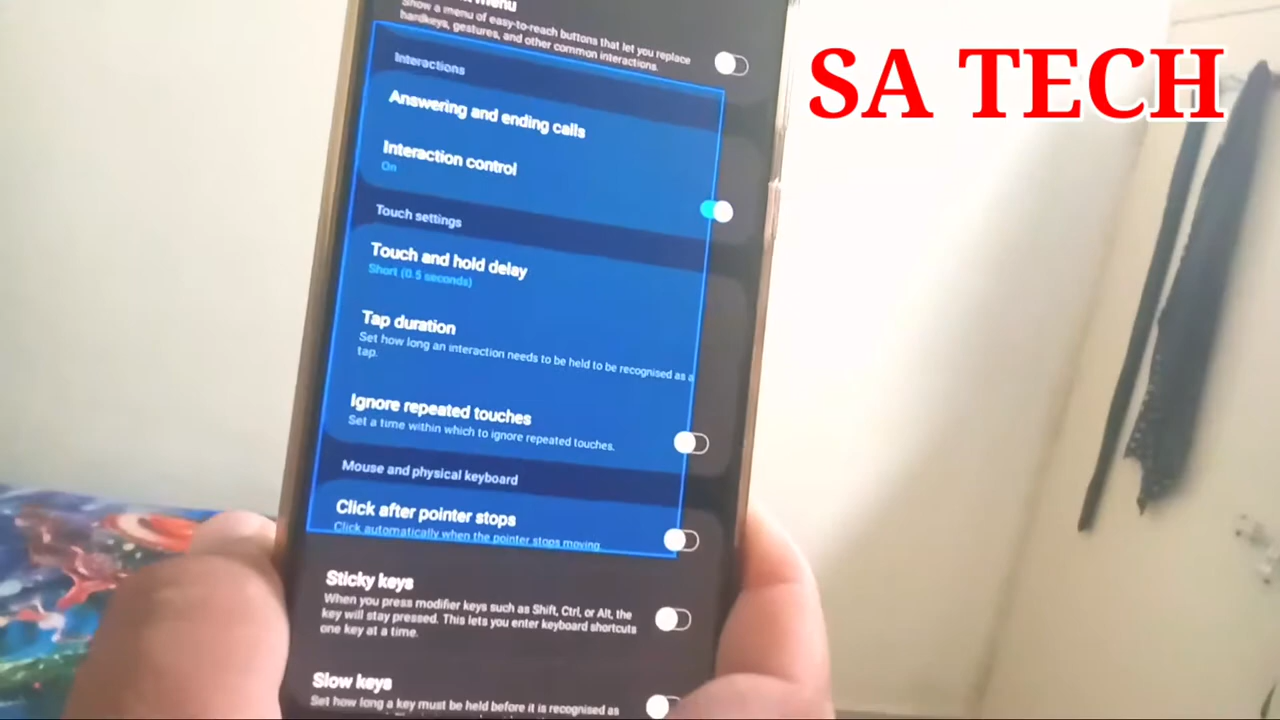 menu
Show a menu of easy-to-reach buttons that let you replace
hardkeys, gestures, and other common interactions.
SA TECH
Interactions
Answering and ending calls
Interaction control
On
Touch settings
Touch and hold delay
Short (0.5 seconds)
Tap duration
Set how long an interaction needs to be held to be recognised as a
tap.
Ignore repeated touches
Set a time within which to ignore repeated touches.
Mouse and physical keyboard
Click after pointer stops
Click automatically when the pointer stops moving
Sticky keys
When you press modifier keys such as Shift, Ctrl, or Alt, the
key will stay pressed. This lets you enter keyboard shortcuts
one key at a time.
Slow keys
Set how long a key must be held before it is recognised as